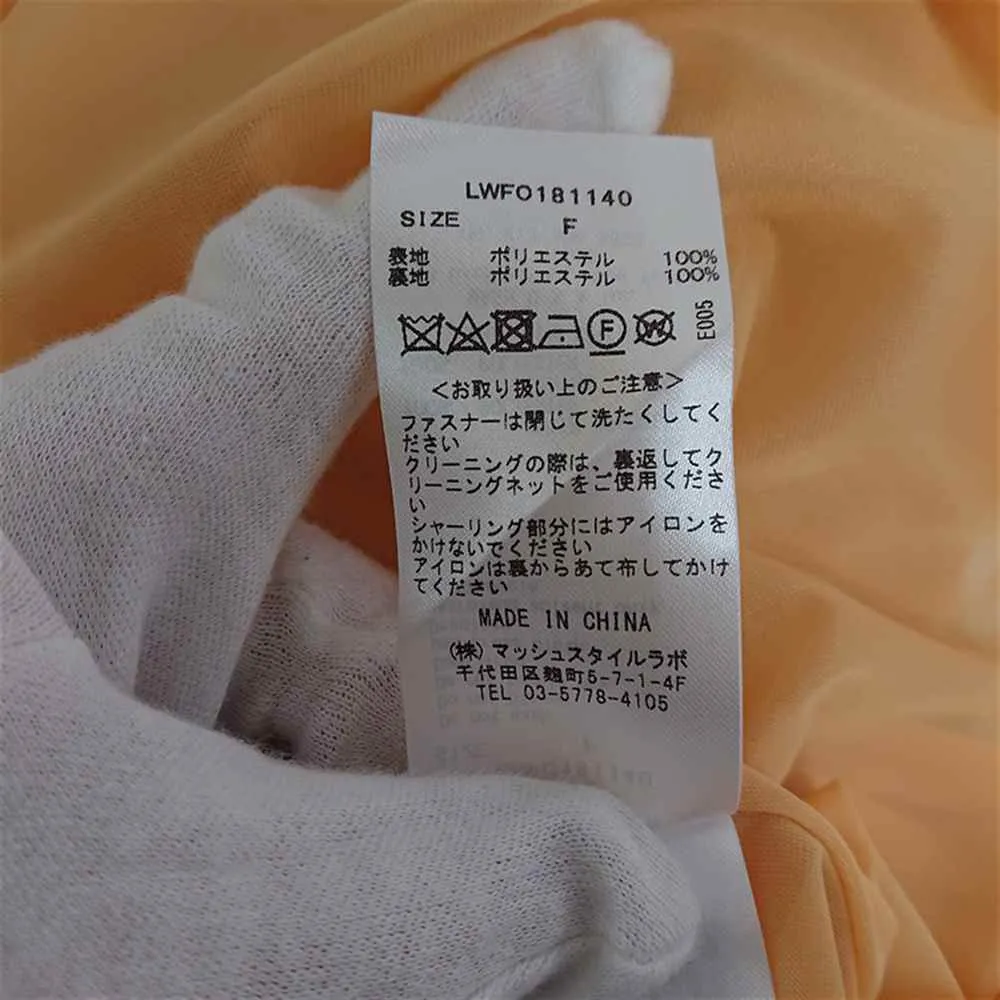 LWFO181140
SIZE F
表地 ポリエステル 100%
裏地 ポリエステル 100%
F W E005
<お取り扱い上のご注意>
ファスナーは閉じて洗たくしてく
ださい
クリーニングの際は、裏返してク
リーニングネットをご使用くださ
い
シャーリング部分にはアイロンを
かけないでください
アイロンは裏からあて布してかけ
てください
MADE IN CHINA
(株)マッシュスタイルラボ
千代田区麹町5-7-1-4F
TEL 03-5778-4105